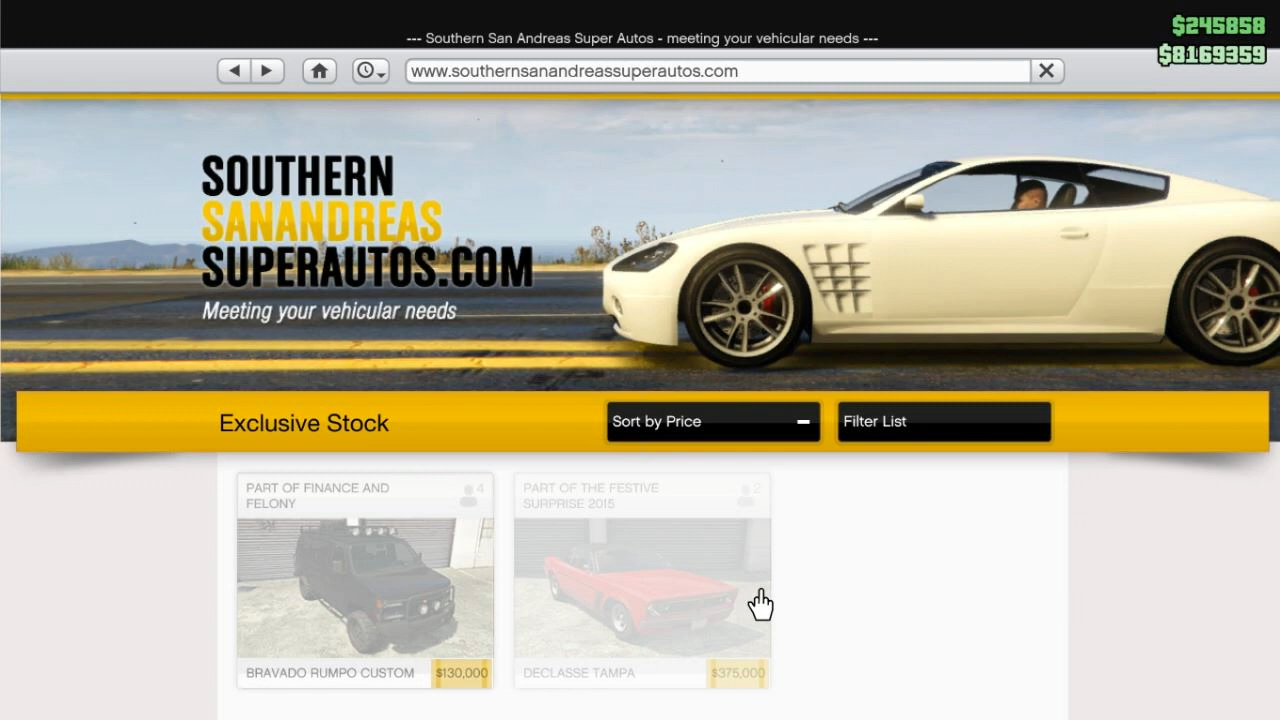 --- Southern San Andreas Super Autos - meeting your vehicular needs ---
$245858
$8169359
www.southernsanandreassuperautos.com
SOUTHERN
SANANDREAS
SUPERAUTOS.COM
Meeting your vehicular needs
Exclusive Stock
Sort by Price
Filter List
PART OF FINANCE AND
FELONY
4
PART OF THE FESTIVE
SURPRISE 2015
2
BRAVADO RUMPO CUSTOM
$130,000
DECLASSE TAMPA
$375,000